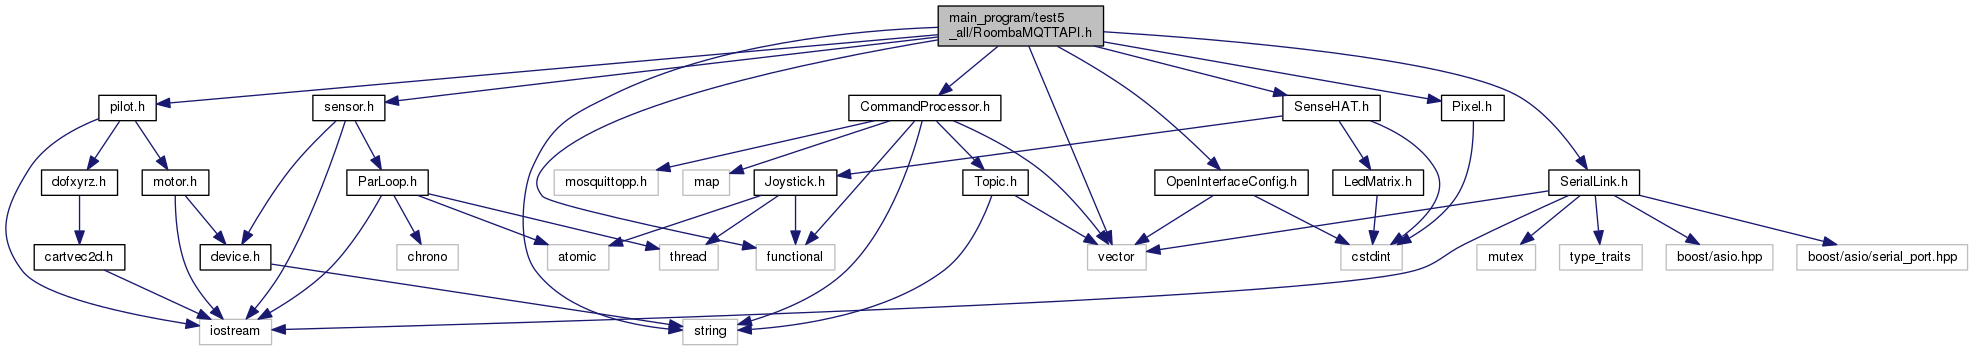 main_program/test5
_all/RoombaMQTTAPI.h
pilot.h
sensor.h
CommandProcessor.h
SenseHAT.h
Pixel.h
dofxyrz.h
motor.h
ParLoop.h
mosquittopp.h
map
Joystick.h
Topic.h
OpenInterfaceConfig.h
LedMatrix.h
SerialLink.h
cartvec2d.h
device.h
chrono
atomic
thread
functional
vector
cstdint
mutex
type_traits
boost/asio.hpp
boost/asio/serial_port.hpp
iostream
string